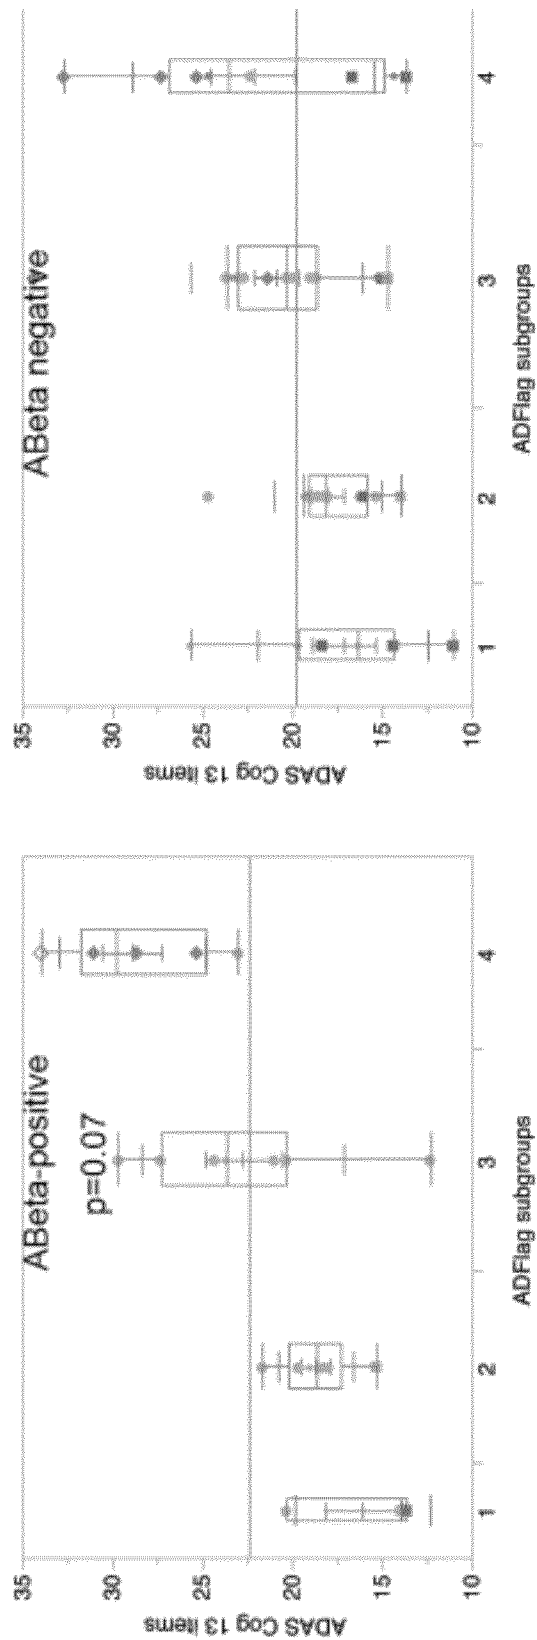 ABeta-positive
p=0.07
ADAS Cog 13 items
35
30
25
20
15
10
1
2
3
4
ADFlag subgroups
ABeta negative
ADAS Cog 13 items
35
30
25
20
15
10
1
2
3
4
ADFlag subgroups